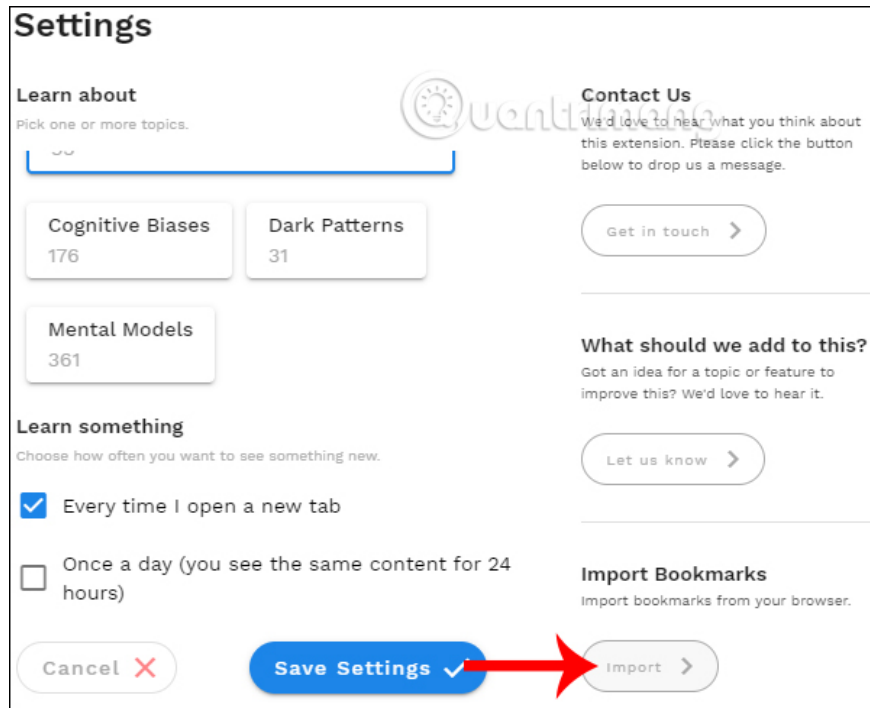 Settings
Learn about
Pick one or more topics.
Cognitive Biases
176
Dark Patterns
31
Mental Models
361
Learn something
Choose how often you want to see something new.
Every time I open a new tab
Once a day (you see the same content for 24
hours)
Cancel
Save Settings
Quantrimang
Contact Us
We'd love to hear what you think about
this extension. Please click the button
below to drop us a message.
Get in touch
What should we add to this?
Got an idea for a topic or feature to
improve this? We'd love to hear it.
Let us know
Import Bookmarks
Import bookmarks from your browser.
Import